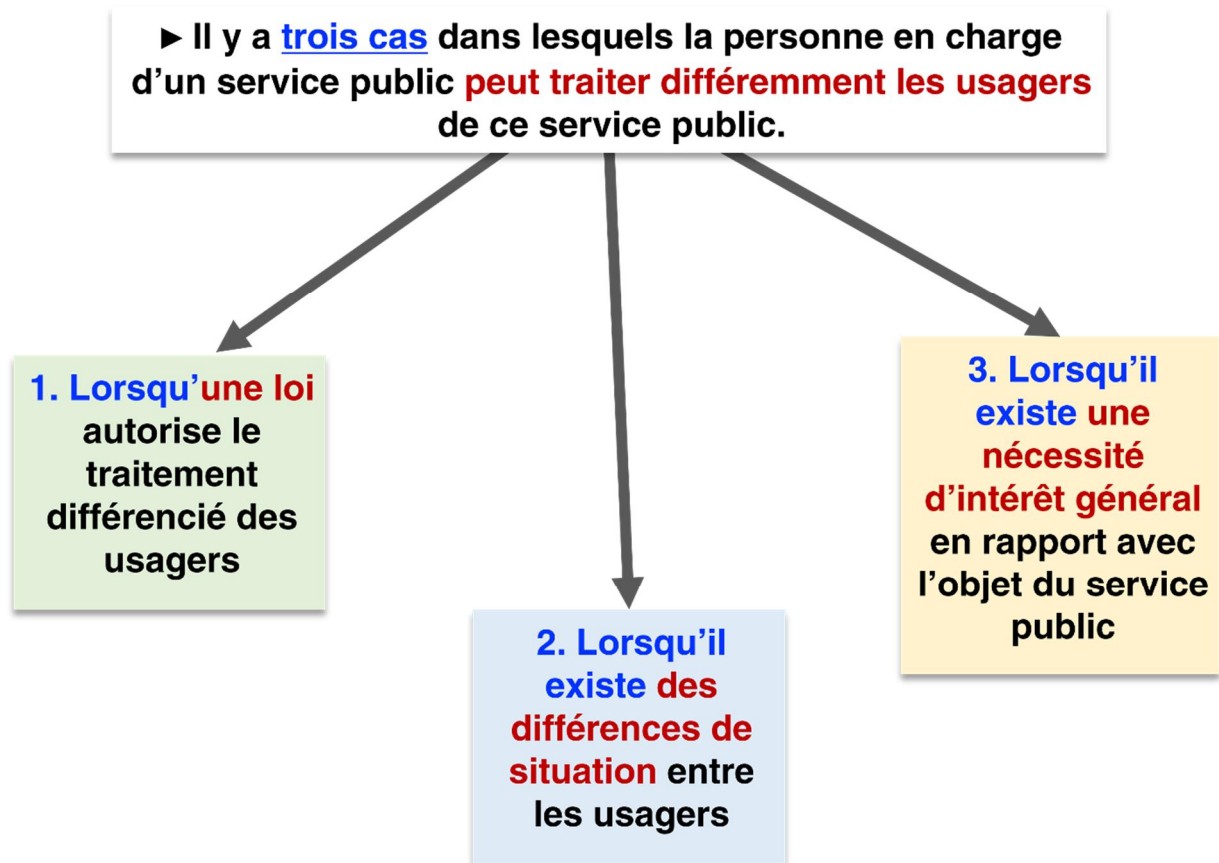 ► Il y a trois cas dans lesquels la personne en charge
d’un service public peut traiter différemment les usagers
de ce service public.
1. Lorsqu’une loi
autorise le
traitement
différencié des
usagers
2. Lorsqu’il
existe des
différences de
situation entre
les usagers
3. Lorsqu’il
existe une
nécessité
d’intérêt général
en rapport avec
l’objet du service
public